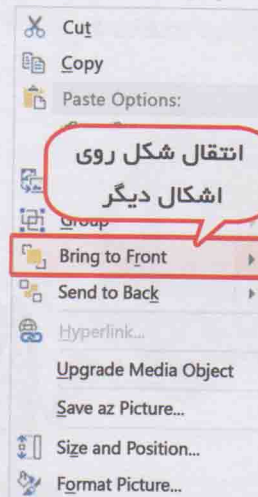 Cut
Copy
Paste Options:
انتقال شکل روی
اشکال دیگر
Group
Bring to Front
Send to Back
Hyperlink...
Upgrade Media Object
Save az Picture...
Size and Position...
Format Picture...